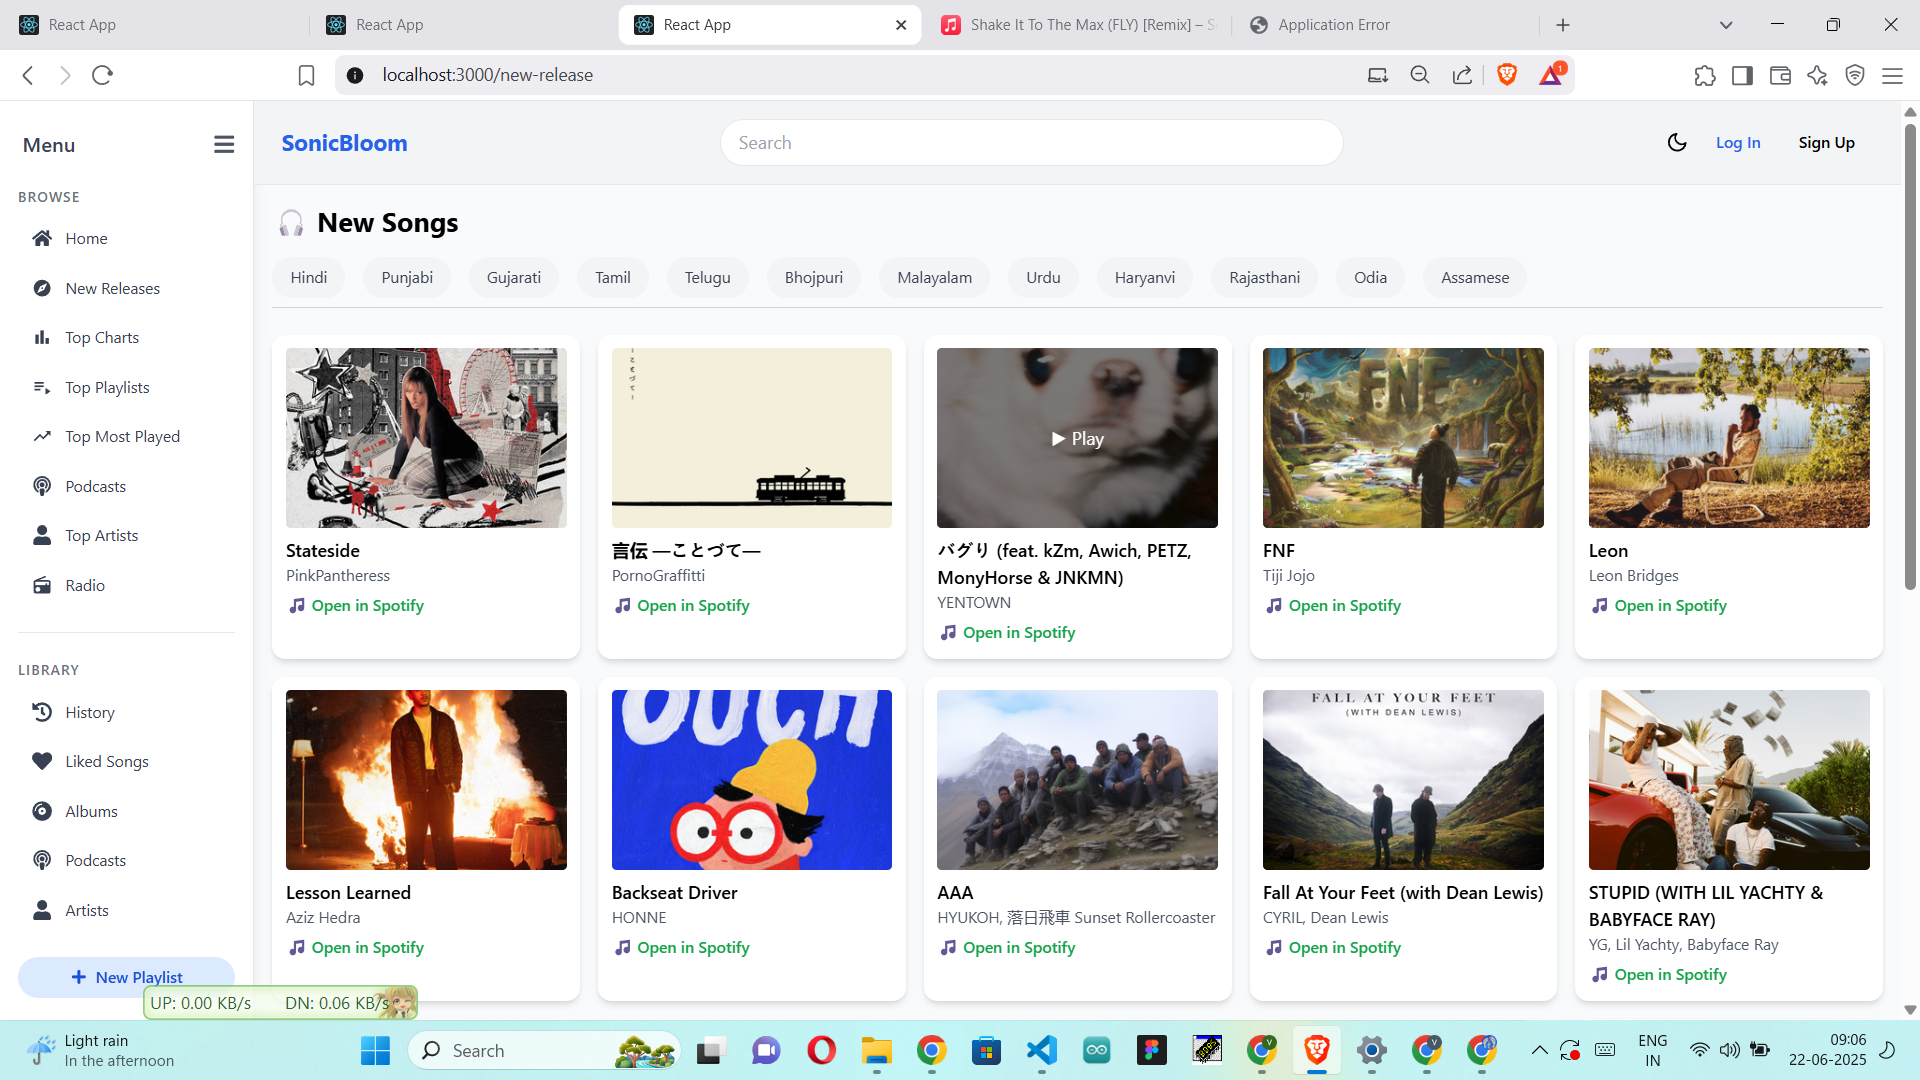 React App
React App
React App
Shake It To The Max (FLY) [Remix] – S
Application Error
localhost:3000/new-release
1
Menu
SonicBloom
Search
Log In
Sign Up
BROWSE
Home
New Releases
Top Charts
Top Playlists
Top Most Played
Podcasts
Top Artists
Radio
LIBRARY
History
Liked Songs
Albums
Podcasts
Artists
New Playlist
New Songs
Hindi
Punjabi
Gujarati
Tamil
Telugu
Bhojpuri
Malayalam
Urdu
Haryanvi
Rajasthani
Odia
Assamese
Stateside
PinkPantheress
Open in Spotify
―ことづて―
言伝 ―ことづて―
PornoGraffitti
Open in Spotify
Play
バグり (feat. kZm, Awich, PETZ,
MonyHorse & JNKMN)
YENTOWN
Open in Spotify
FNF
FNF
Tiji Jojo
Open in Spotify
Leon
Leon Bridges
Open in Spotify
Lesson Learned
Aziz Hedra
Open in Spotify
OUCH
Backseat Driver
HONNE
Open in Spotify
AAA
HYUKOH, 落日飛車 Sunset Rollercoaster
Open in Spotify
FALL AT YOUR FEET
(WITH DEAN LEWIS)
Fall At Your Feet (with Dean Lewis)
CYRIL, Dean Lewis
Open in Spotify
STUPID (WITH LIL YACHTY &
BABYFACE RAY)
YG, Lil Yachty, Babyface Ray
Open in Spotify
UP: 0.00 KB/s DN: 0.06 KB/s
Light rain
In the afternoon
Search
ENG
IN
09:06
22-06-2025